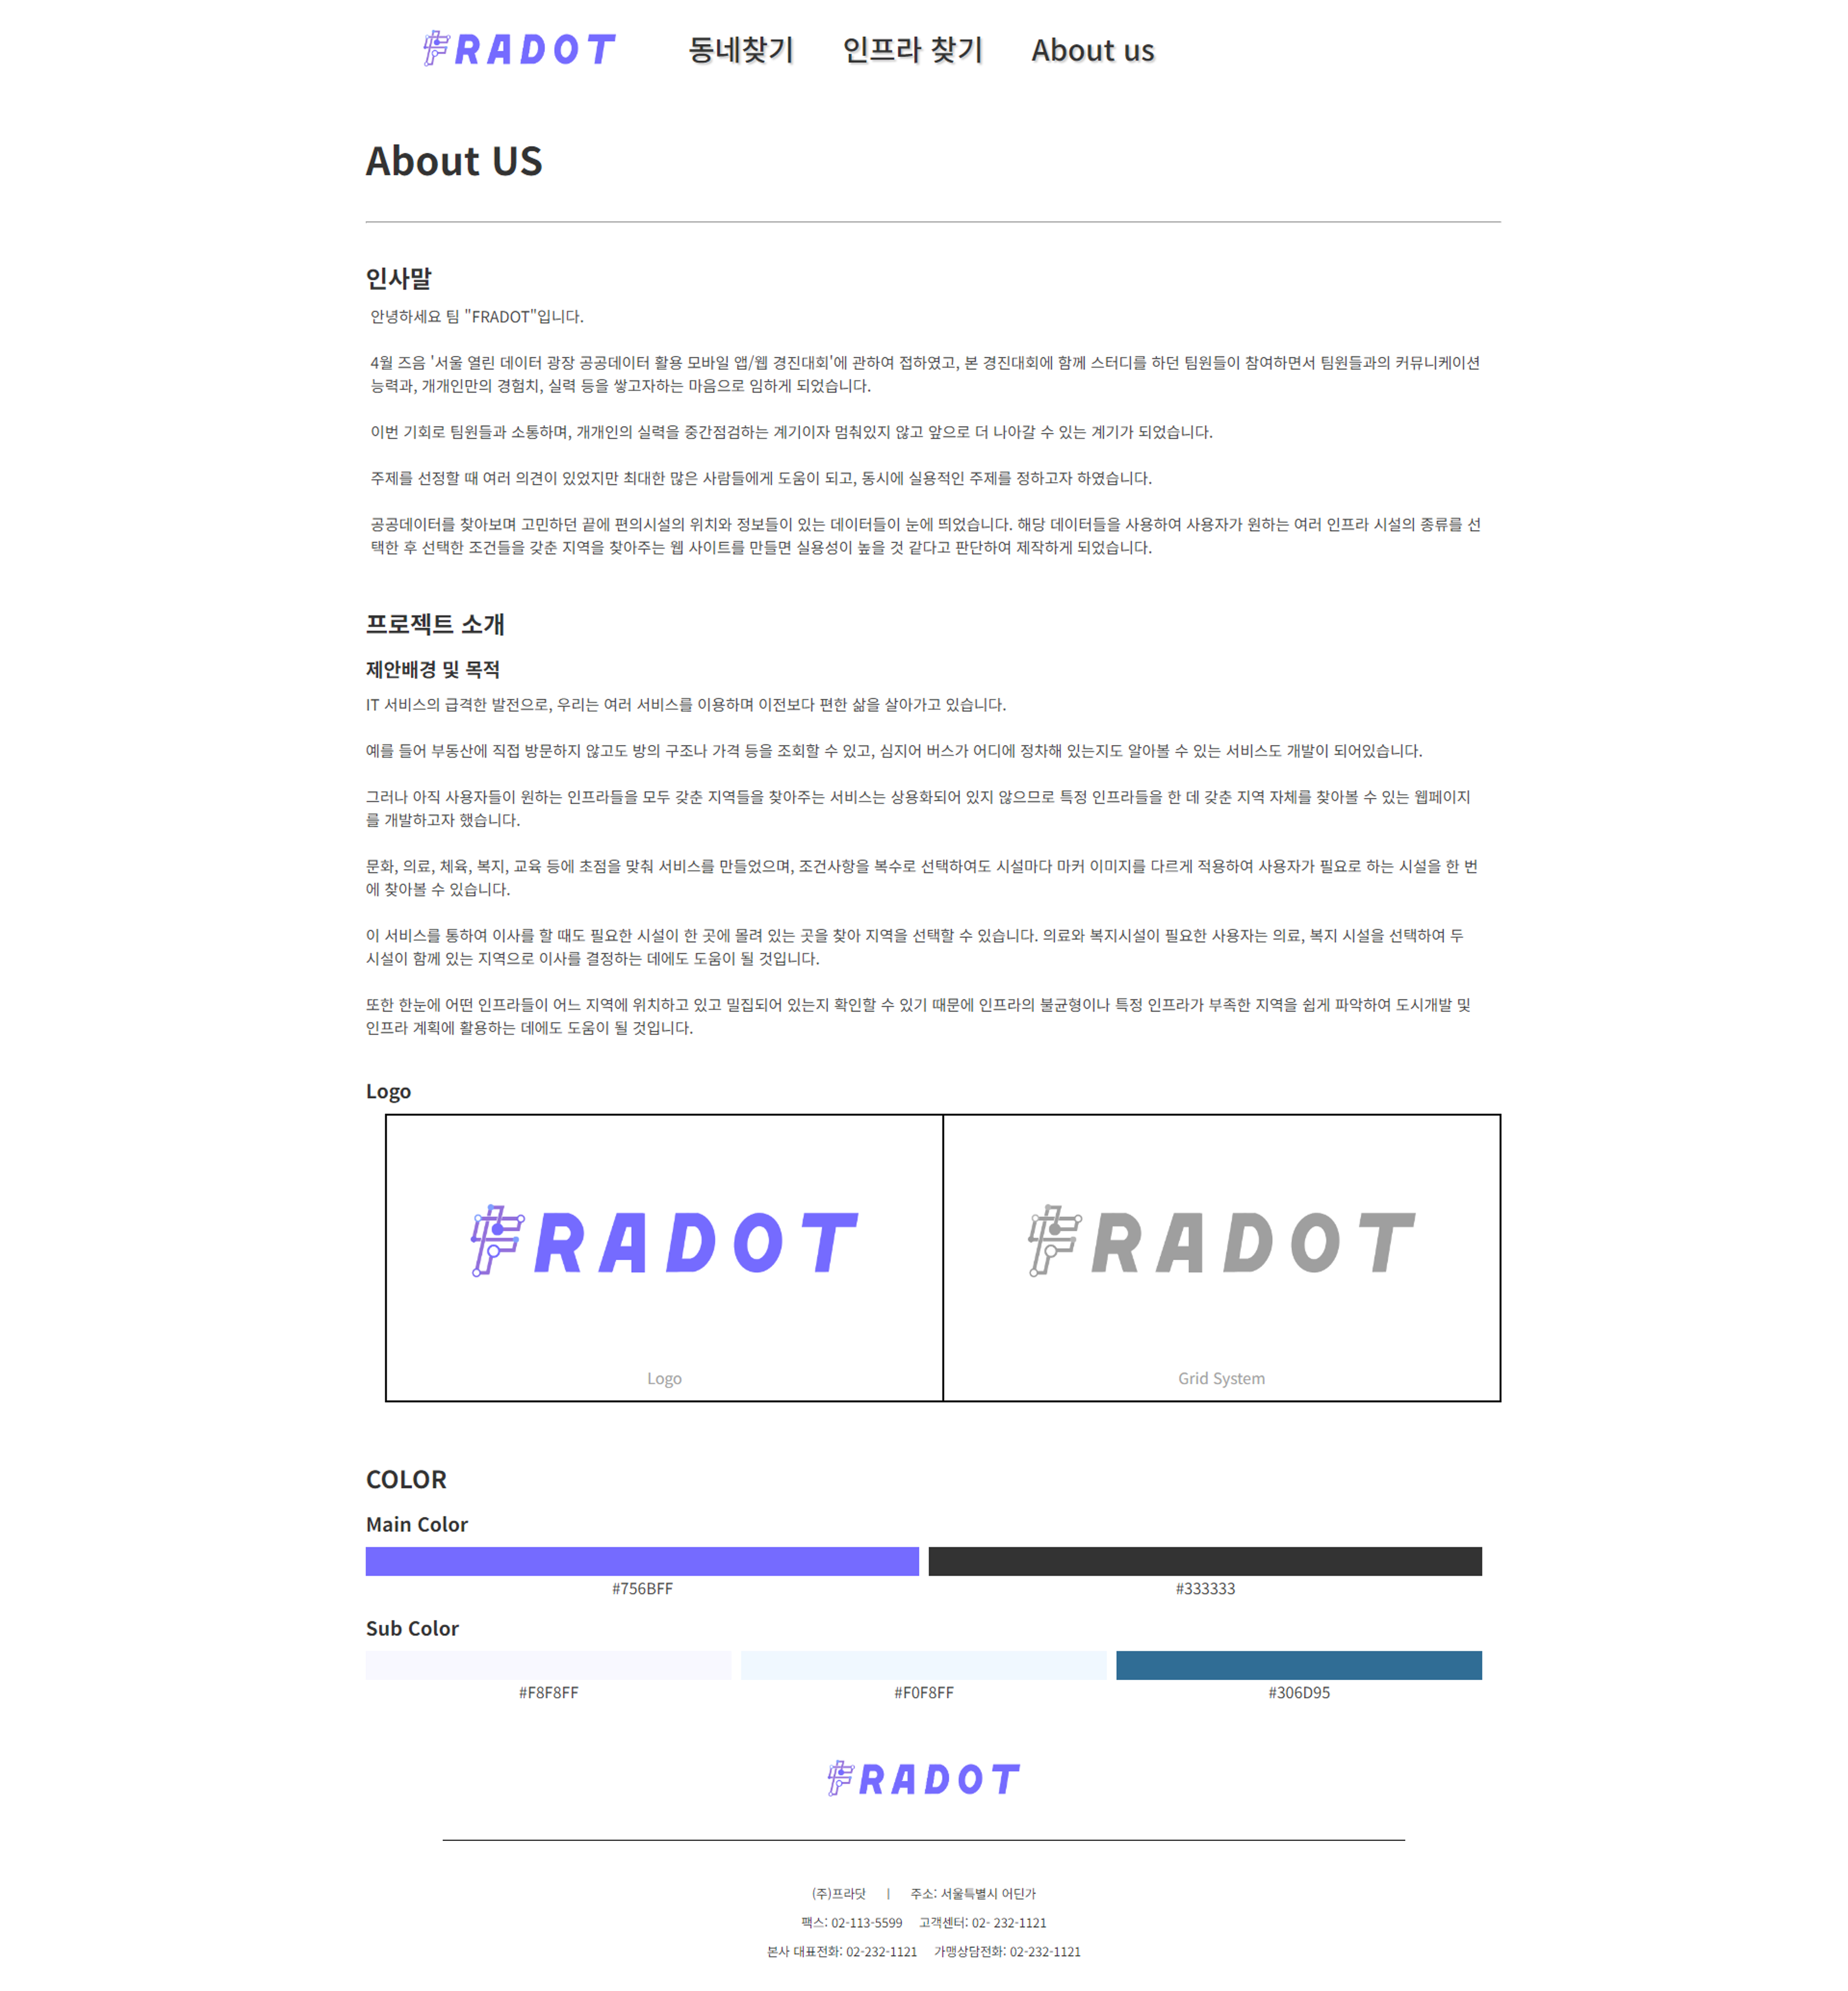 FRADOT 동네찾기 인프라 찾기 About us
About US
인사말
안녕하세요 팀 "FRADOT"입니다.
4월 즈음 '서울 열린 데이터 광장 공공데이터 활용 모바일 앱/웹 경진대회'에 관하여 접하였고, 본 경진대회에 함께 스터디를 하던 팀원들이 참여하면서 팀원들과의 커뮤니케이션
능력과, 개개인만의 경험치, 실력 등을 쌓고자하는 마음으로 임하게 되었습니다.
이번 기회로 팀원들과 소통하며, 개개인의 실력을 중간점검하는 계기이자 멈춰있지 않고 앞으로 더 나아갈 수 있는 계기가 되었습니다.
주제를 선정할 때 여러 의견이 있었지만 최대한 많은 사람들에게 도움이 되고, 동시에 실용적인 주제를 정하고자 하였습니다.
공공데이터를 찾아보며 고민하던 끝에 편의시설의 위치와 정보들이 있는 데이터들이 눈에 띄었습니다. 해당 데이터들을 사용하여 사용자가 원하는 여러 인프라 시설의 종류를 선
택한 후 선택한 조건들을 갖춘 지역을 찾아주는 웹 사이트를 만들면 실용성이 높을 것 같다고 판단하여 제작하게 되었습니다.
프로젝트 소개
제안배경 및 목적
IT 서비스의 급격한 발전으로, 우리는 여러 서비스를 이용하며 이전보다 편한 삶을 살아가고 있습니다.
예를 들어 부동산에 직접 방문하지 않고도 방의 구조나 가격 등을 조회할 수 있고, 심지어 버스가 어디에 정차해 있는지도 알아볼 수 있는 서비스도 개발이 되어있습니다.
그러나 아직 사용자들이 원하는 인프라들을 모두 갖춘 지역들을 찾아주는 서비스는 상용화되어 있지 않으므로 특정 인프라들을 한 데 갖춘 지역 자체를 찾아볼 수 있는 웹페이지
를 개발하고자 했습니다.
문화, 의료, 체육, 복지, 교육 등에 초점을 맞춰 서비스를 만들었으며, 조건사항을 복수로 선택하여도 시설마다 마커 이미지를 다르게 적용하여 사용자가 필요로 하는 시설을 한 번
에 찾아볼 수 있습니다.
이 서비스를 통하여 이사를 할 때도 필요한 시설이 한 곳에 몰려 있는 곳을 찾아 지역을 선택할 수 있습니다. 의료와 복지시설이 필요한 사용자는 의료, 복지 시설을 선택하여 두
시설이 함께 있는 지역으로 이사를 결정하는 데에도 도움이 될 것입니다.
또한 한눈에 어떤 인프라들이 어느 지역에 위치하고 있고 밀집되어 있는지 확인할 수 있기 때문에 인프라의 불균형이나 특정 인프라가 부족한 지역을 쉽게 파악하여 도시개발 및
인프라 계획에 활용하는 데에도 도움이 될 것입니다.
Logo
FRADOT FRADOT
Logo Grid System
COLOR
Main Color
#756BFF #333333
Sub Color
#F8F8FF #F0F8FF #306D95
FRADOT
(주)프라닷 | 주소: 서울특별시 어딘가
팩스: 02-113-5599 고객센터: 02- 232-1121
본사 대표전화: 02-232-1121 가맹상담전화: 02-232-1121